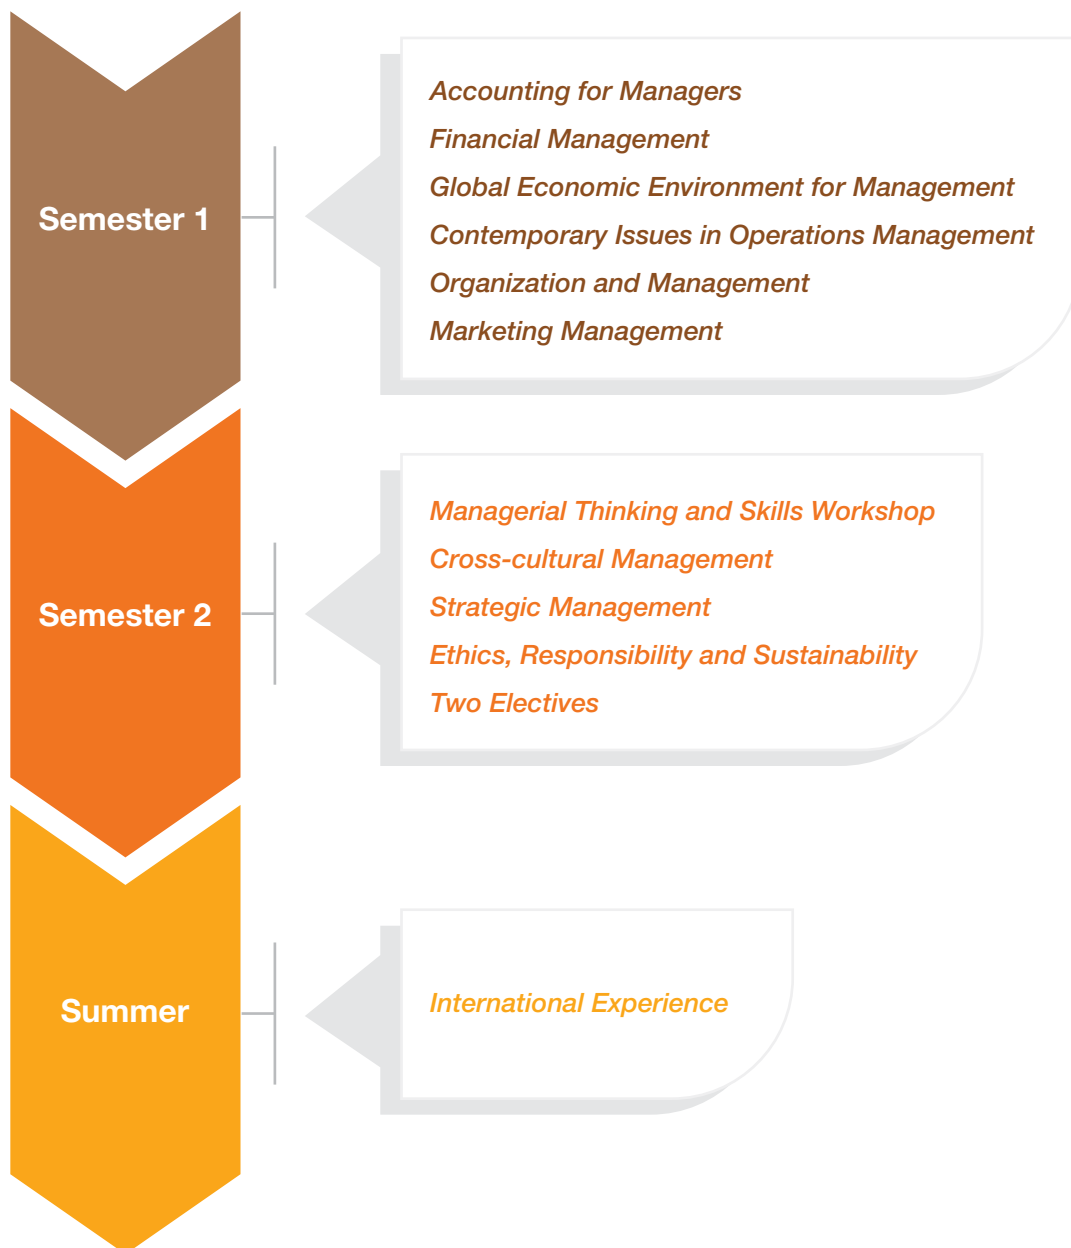 Semester 1
Accounting for Managers
Financial Management
Global Economic Environment for Management
Contemporary Issues in Operations Management
Organization and Management
Marketing Management
Semester 2
Managerial Thinking and Skills Workshop
Cross-cultural Management
Strategic Management
Ethics, Responsibility and Sustainability
Two Electives
Summer
International Experience